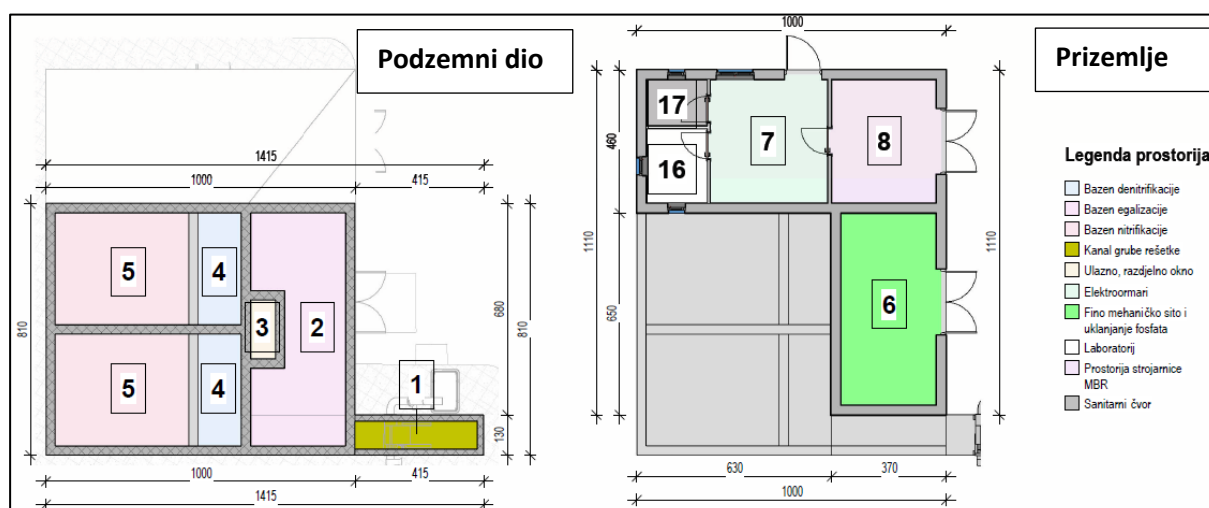 Podzemni dio
1415
1000
415
5
4
3
2
5
4
1
810
680
810
130
1000
415
1415
Prizemlje
1000
17
16
7
8
6
460
1110
650
1110
630
370
1000
Legenda prostorija
Bazen denitrifikacije
Bazen egalizacije
Bazen nitrifikacije
Kanal grube rešetke
Ulazno, razdjelno okno
Elektroormari
Fino mehaničko sito i
uklanjanje fosfata
Laboratorij
Prostorija strojarnice
MBR
Sanitarni čvor